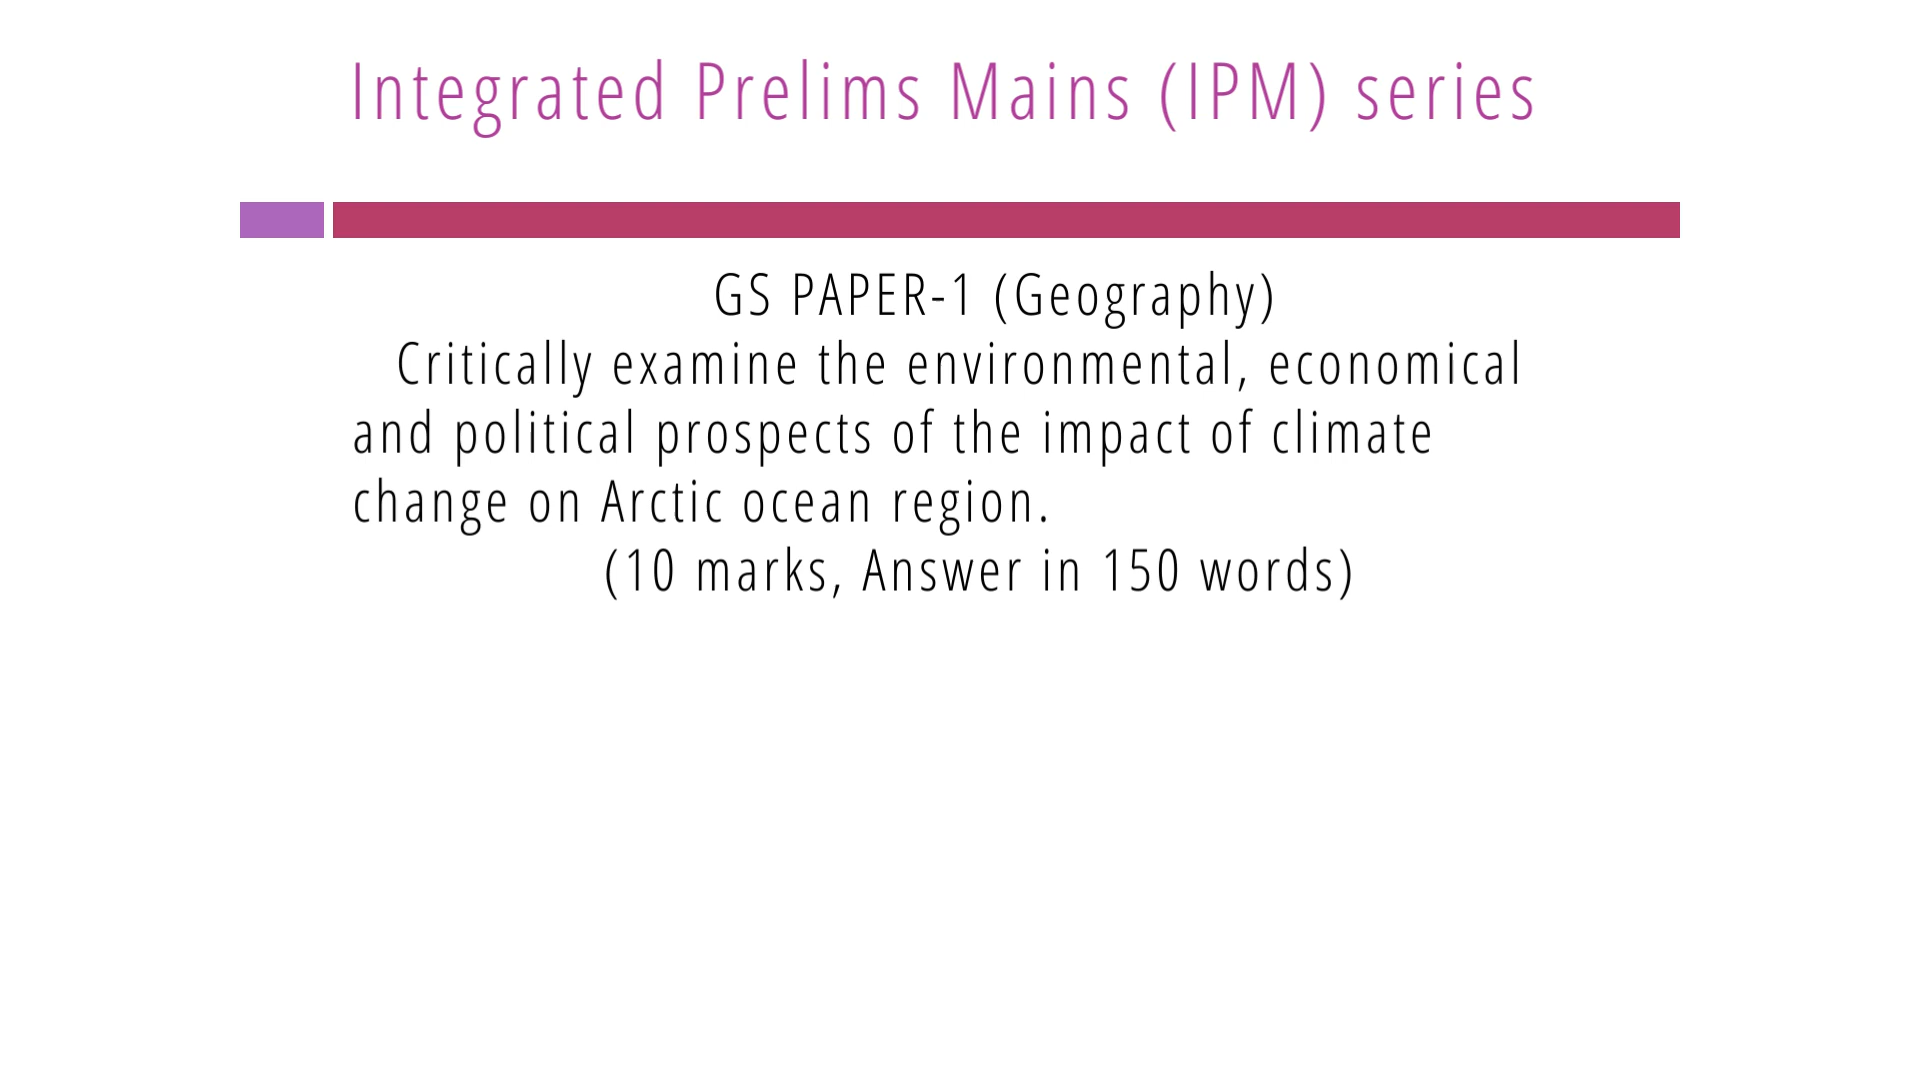 Integrated Prelims Mains (IPM) series
GS PAPER-1 (Geography)
Critically examine the environmental, economical
and political prospects of the impact of climate
change on Arctic ocean region.
(10 marks, Answer in 150 words)